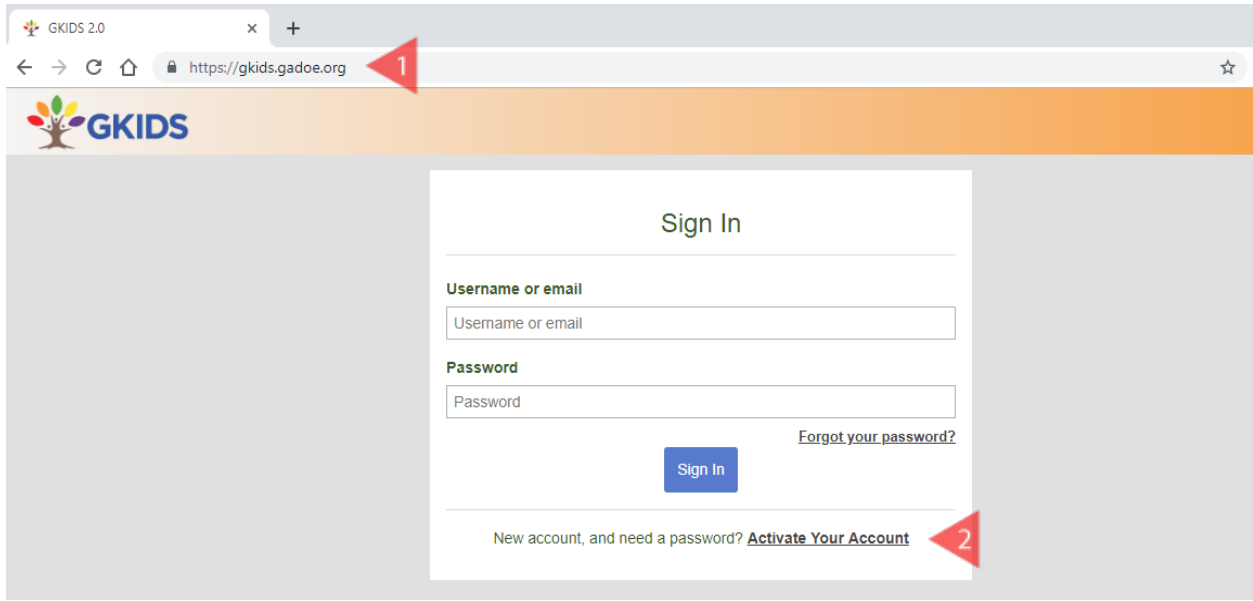 GKIDS 2.0
https://gkids.gadoe.org
1
GKIDS
Sign In
Username or email
Username or email
Password
Password
Forgot your password?
Sign In
New account, and need a password? Activate Your Account
2